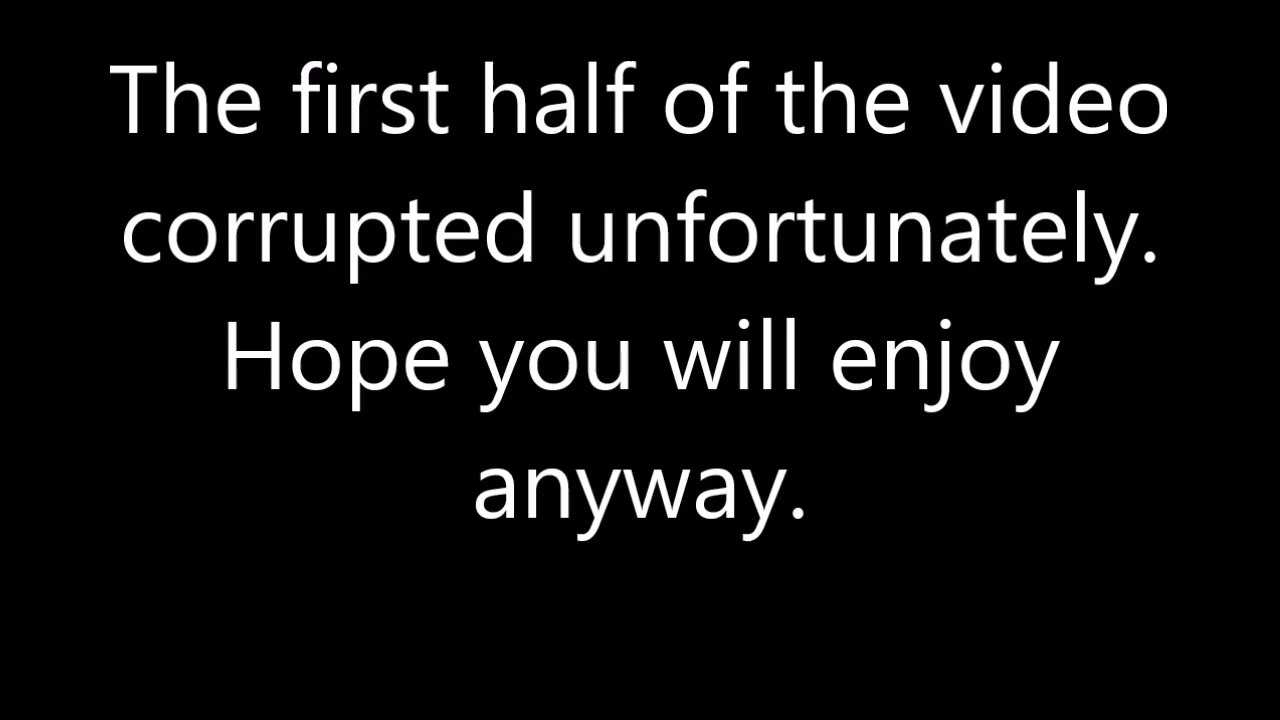 The first half of the video
corrupted unfortunately.
Hope you will enjoy
anyway.